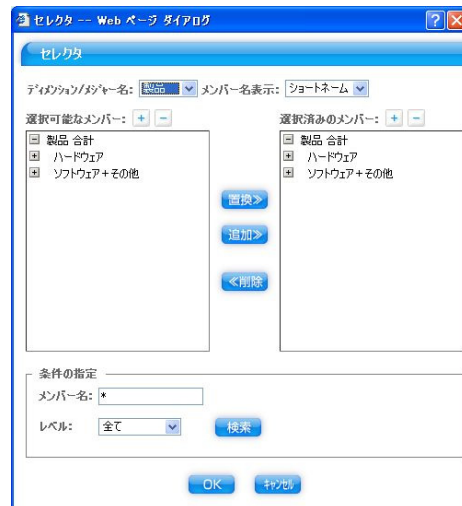 セレクタ -- Web ページ ダイアログ
セレクタ
ディメンション/メジャー名: 製品 メンバー名表示: ショートネーム
選択可能なメンバー: + − 選択済みのメンバー: + −
製品 合計 製品 合計
ハードウェア ハードウェア
ソフトウェア+その他 ソフトウェア+その他
置換≫
追加≫
≪削除
条件の指定
メンバー名: *
レベル: 全て 検索
OK キャンセル